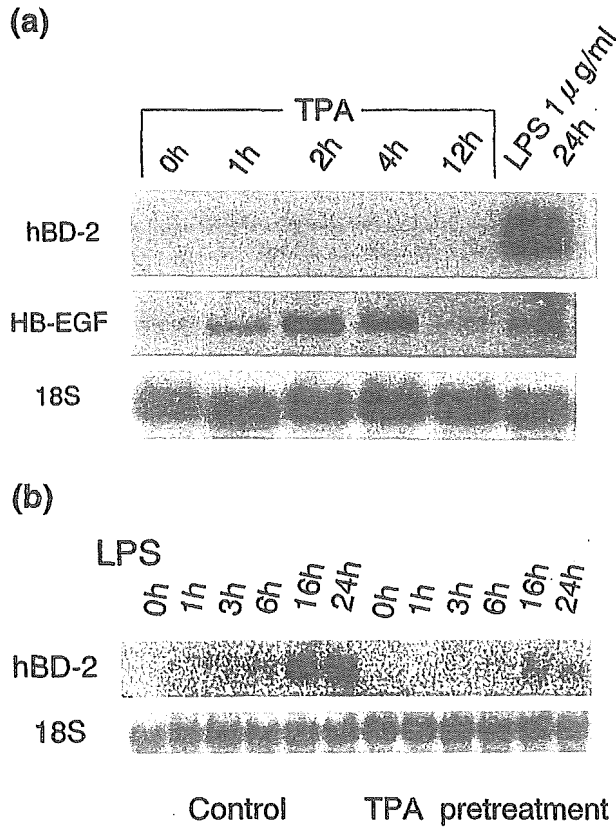 (a)
TPA
0h 1h 2h 4h 12h LPS 1 μg/ml 24h
hBD-2
HB-EGF
18S
(b)
LPS
0h 1h 3h 6h 16h 24h 0h 1h 3h 6h 16h 24h
hBD-2
18S
Control TPA pretreatment